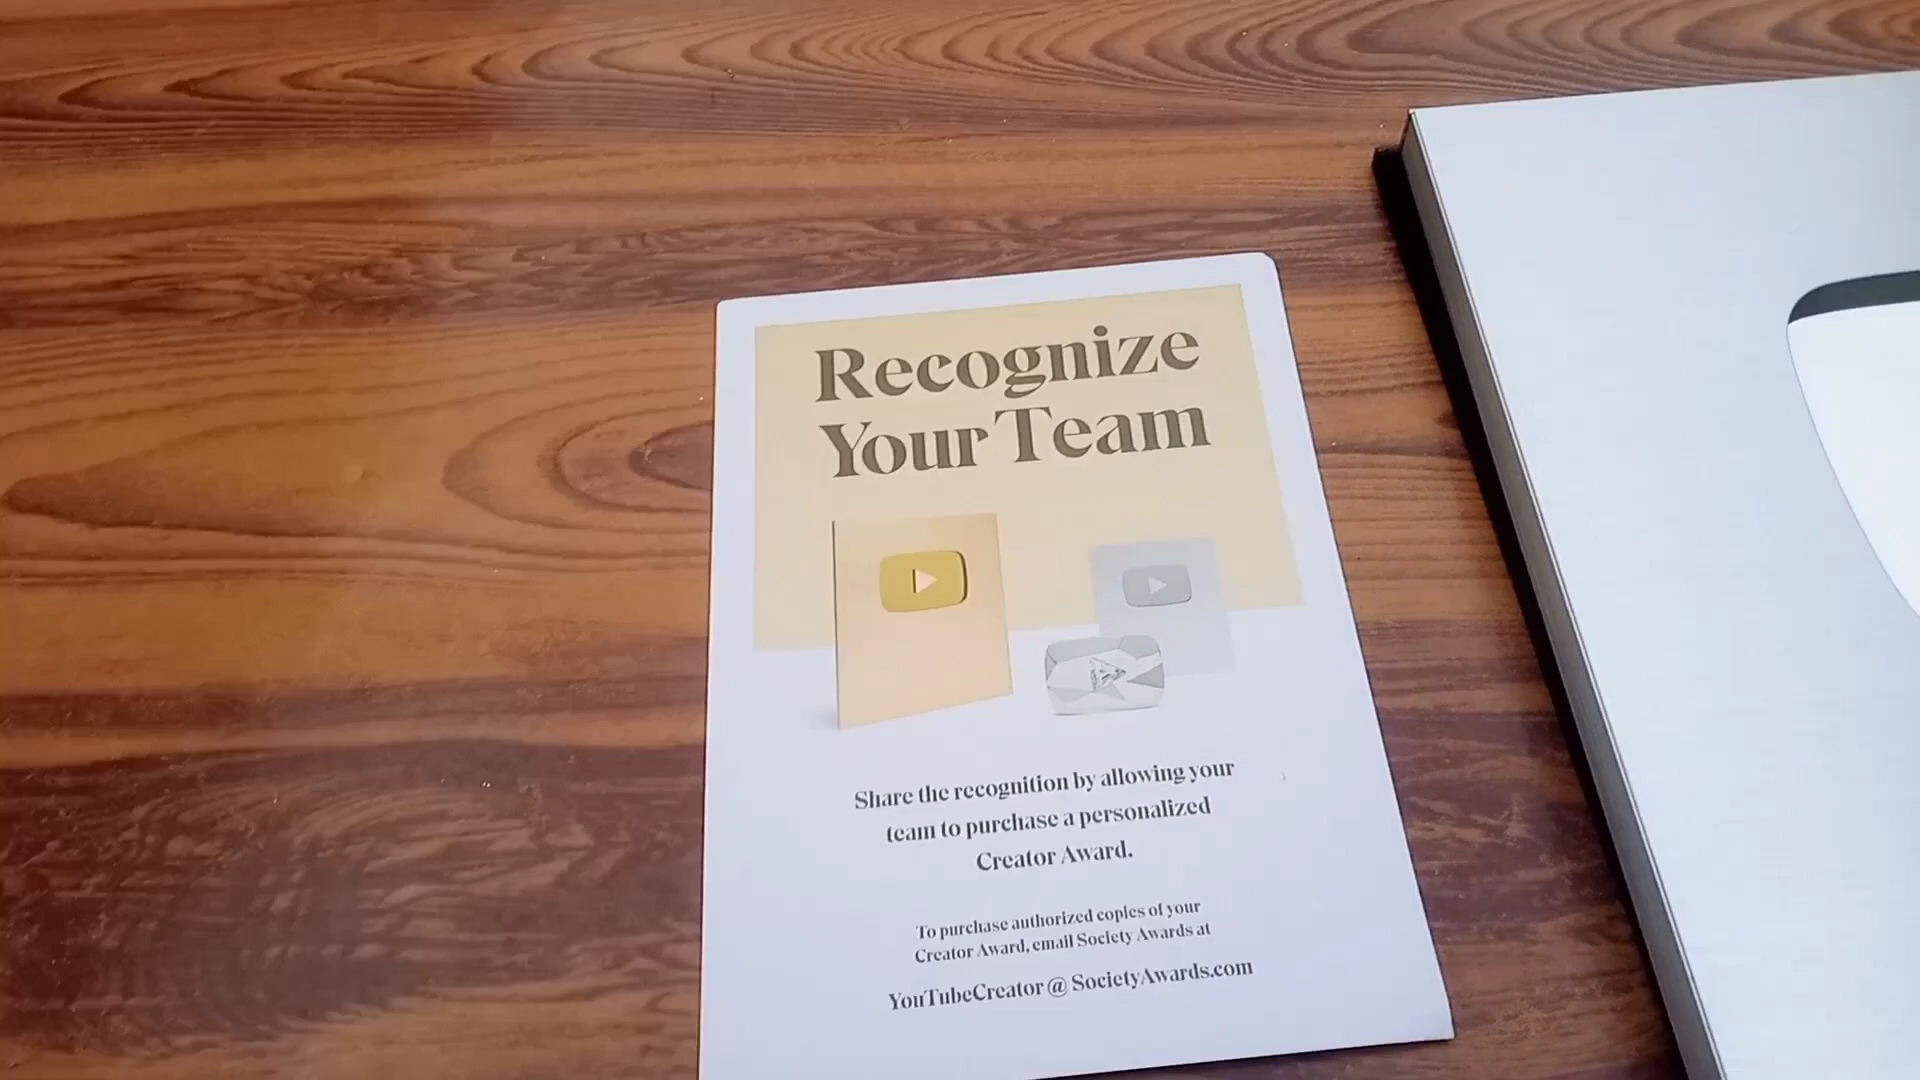 Recognize
Your Team
Share the recognition by allowing your
team to purchase a personalized
Creator Award.
To purchase authorized copies of your
Creator Award, email Society Awards at
YouTubeCreator @ SocietyAwards.com